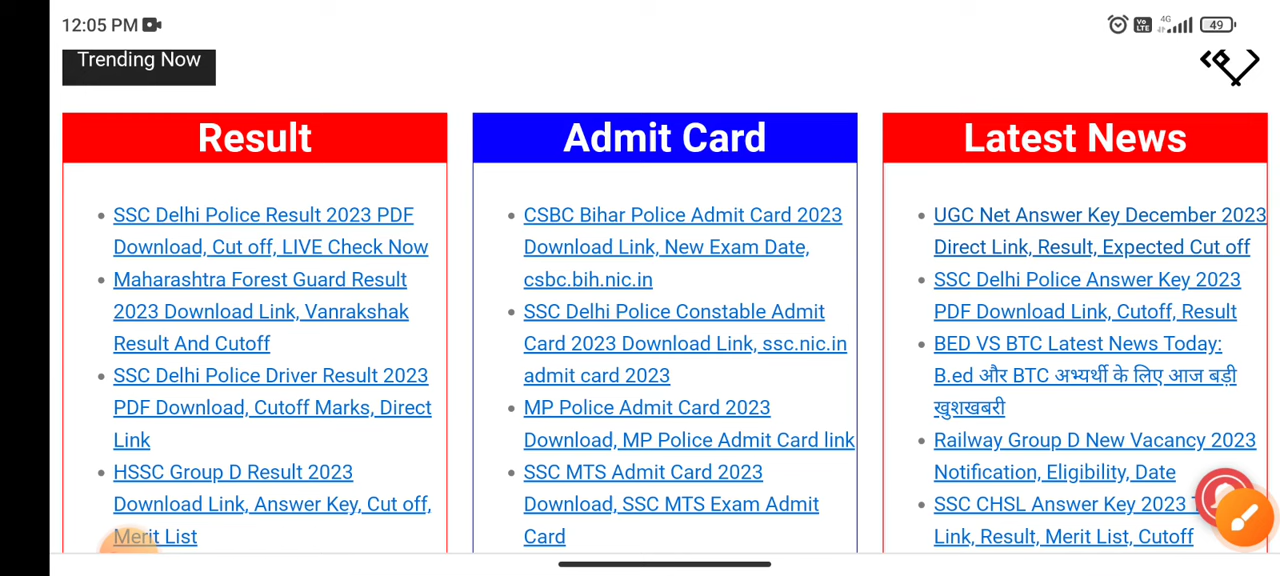 12:05 PM
4G
Vo LTE
49
Trending Now
Result
SSC Delhi Police Result 2023 PDF
Download, Cut off, LIVE Check Now
Maharashtra Forest Guard Result
2023 Download Link, Vanrakshak
Result And Cutoff
SSC Delhi Police Driver Result 2023
PDF Download, Cutoff Marks, Direct
Link
HSSC Group D Result 2023
Download Link, Answer Key, Cut off,
Merit List
Admit Card
CSBC Bihar Police Admit Card 2023
Download Link, New Exam Date,
csbc.bih.nic.in
SSC Delhi Police Constable Admit
Card 2023 Download Link, ssc.nic.in
admit card 2023
MP Police Admit Card 2023
Download, MP Police Admit Card link
SSC MTS Admit Card 2023
Download, SSC MTS Exam Admit
Card
Latest News
UGC Net Answer Key December 2023
Direct Link, Result, Expected Cut off
SSC Delhi Police Answer Key 2023
PDF Download Link, Cutoff, Result
BED VS BTC Latest News Today:
B.ed और BTC अभ्यर्थी के लिए आज बड़ी
खुशखबरी
Railway Group D New Vacancy 2023
Notification, Eligibility, Date
SSC CHSL Answer Key 2023
Link, Result, Merit List, Cutoff